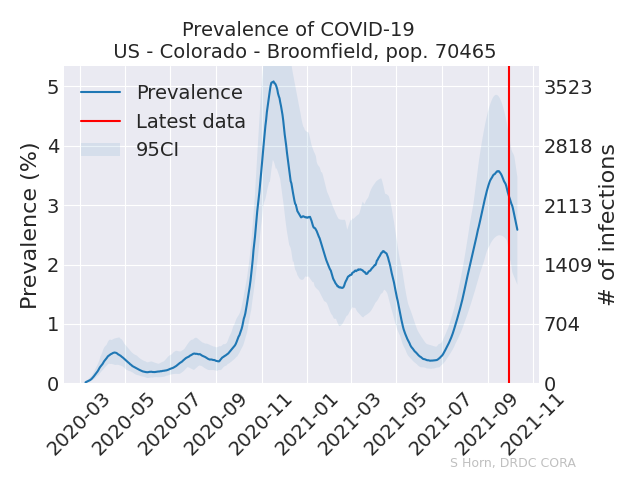 Prevalence of COVID-19
US - Colorado - Broomfield, pop. 70465
Prevalence
Latest data
95CI
Prevalence (%)
5
4
3
2
1
0
3523
2818
2113
1409
704
0
# of infections
2020-03
2020-05
2020-07
2020-09
2020-11
2021-01
2021-03
2021-05
2021-07
2021-09
2021-11
S Horn, DRDC CORA